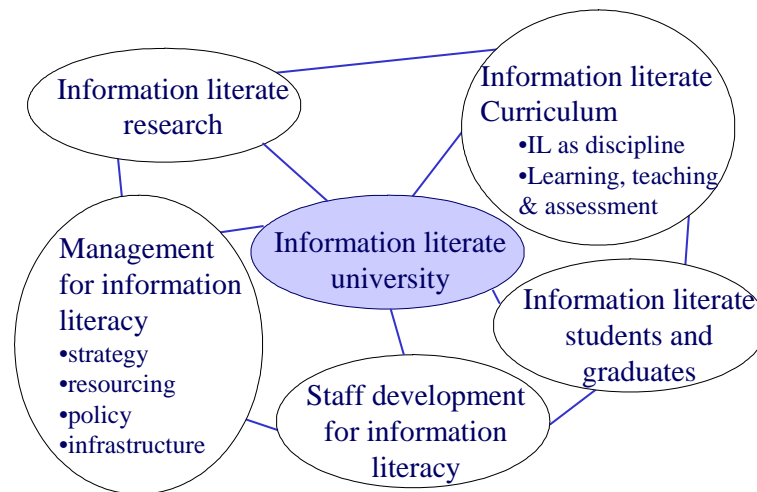 Information literate
research
Information literate
Curriculum
•IL as discipline
•Learning, teaching
& assessment
Information literate
university
Management
for information
literacy
•strategy
•resourcing
•policy
•infrastructure
Information literate
students and
graduates
Staff development
for information
literacy